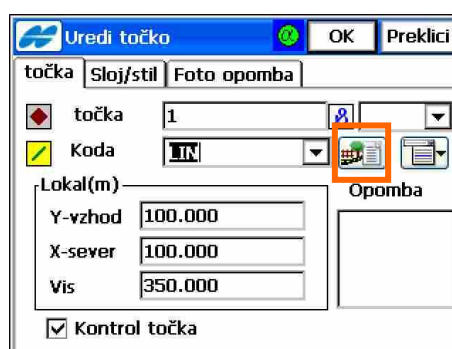 Uredi točko α OK Preklici
točka Sloj/stil Foto opomba
točka 1
Koda LIN
Lokal(m) Opomba
Y-vzhod 100.000
X-sever 100.000
Vis 350.000
Kontrol točka